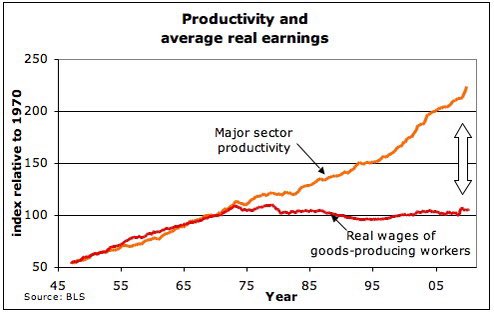 Productivity and
average real earnings
index relative to 1970
250
200
150
100
50
Major sector
productivity
Real wages of
goods-producing workers
45
55
65
75
85
95
05
Source: BLS
Year